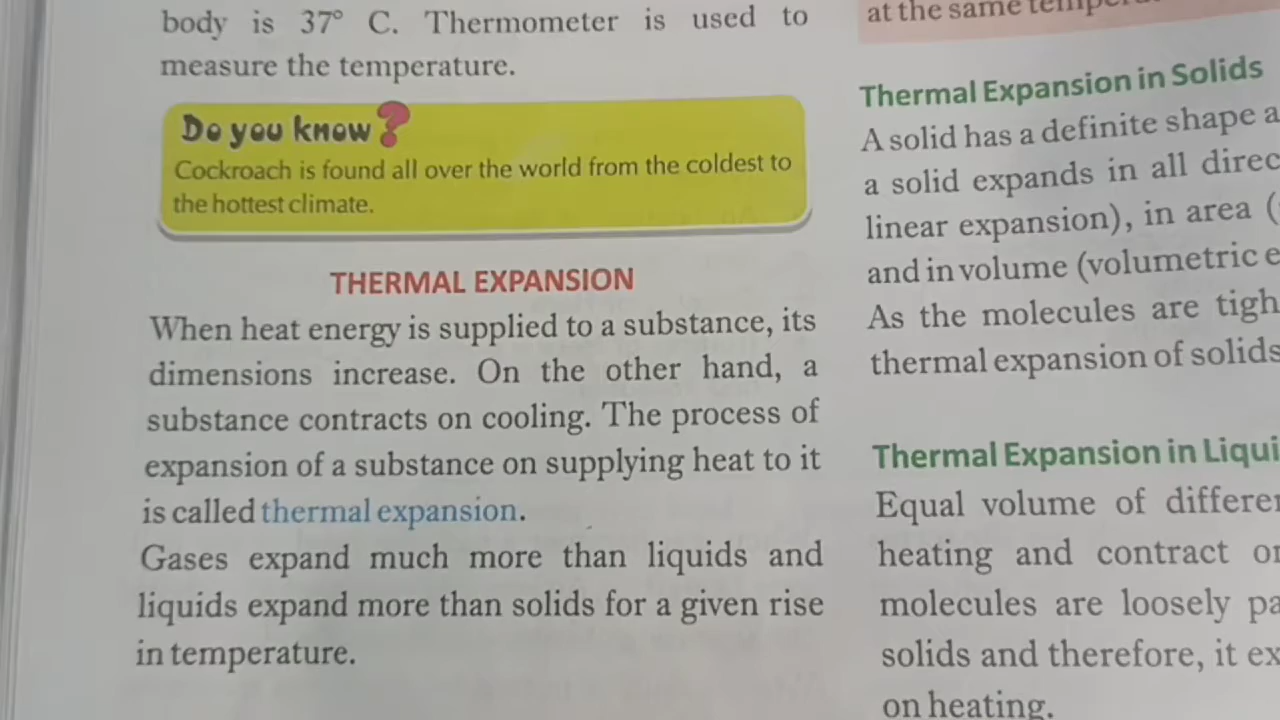 body is 37° C. Thermometer is used to
measure the temperature.
Do you know?
Cockroach is found all over the world from the coldest to
the hottest climate.
THERMAL EXPANSION
When heat energy is supplied to a substance, its
dimensions increase. On the other hand, a
substance contracts on cooling. The process of
expansion of a substance on supplying heat to it
is called thermal expansion.
Gases expand much more than liquids and
liquids expand more than solids for a given rise
in temperature.
at the same
Thermal Expansion in Solids
A solid has a definite shape
a solid expands in all
linear expansion), in area
and in volume (volumetric
As the molecules are
thermal expansion of solids
Thermal Expansion in
Equal volume of
heating and contract
molecules are loosely
solids and therefore, it
on heating.